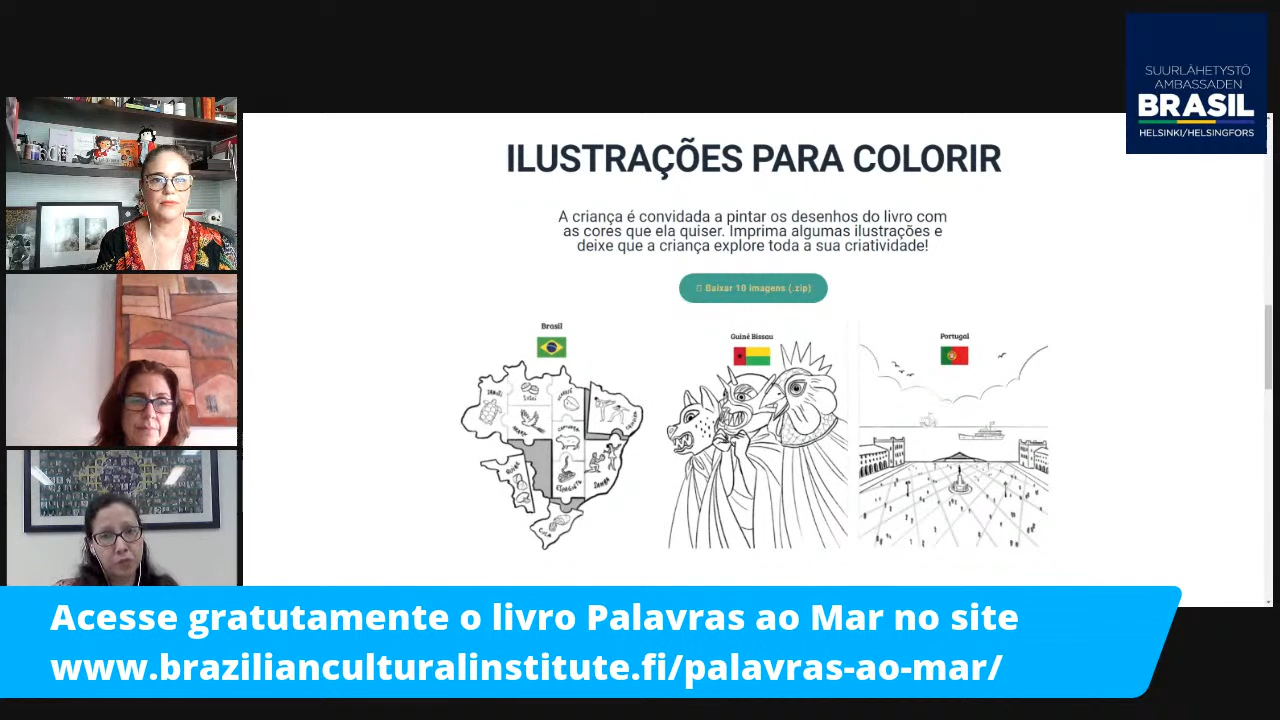 SUURLÄHETYSTÖ
AMBASSADEN
BRASIL
HELSINKI/HELSINGFORS
ILUSTRAÇÕES PARA COLORIR
A criança é convidada a pintar os desenhos do livro com
as cores que ela quiser. Imprima algumas ilustrações e
deixe que a criança explore toda a sua criatividade!
Baixar 10 imagens (.zip)
Brasil
Guiné Bissau
Portugal
SAMBA
Acesse gratutamente o livro Palavras ao Mar no site
www.brazilianculturalinstitute.fi/palavras-ao-mar/